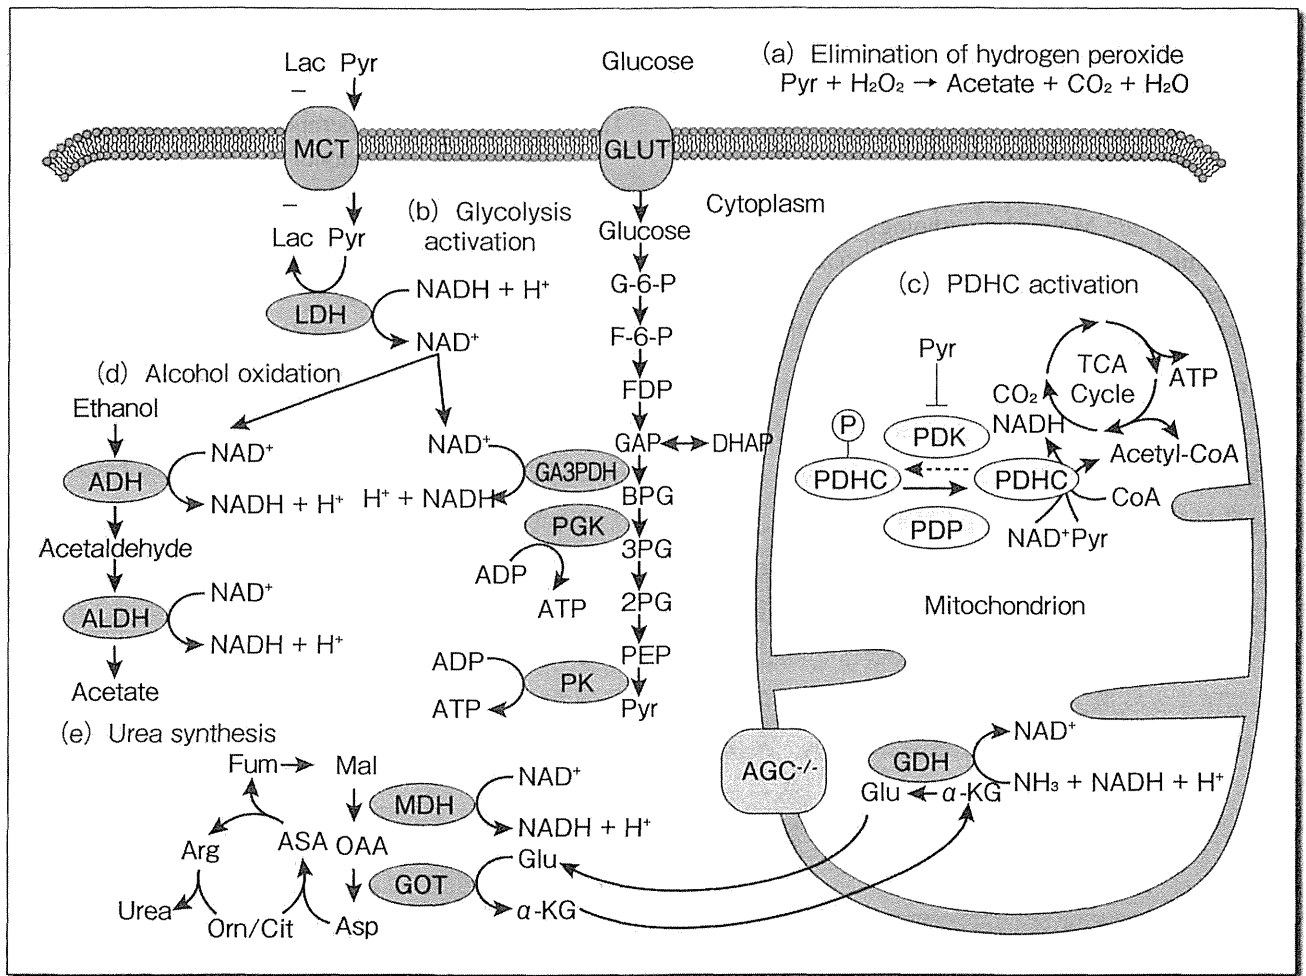 Lac Pyr
Glucose
(a) Elimination of hydrogen peroxide
Pyr + H₂O₂ → Acetate + CO₂ + H₂O
MCT
GLUT
Cytoplasm
Lac Pyr
(b) Glycolysis
activation
Glucose
NADH + H⁺
LDH
NAD⁺
G-6-P
F-6-P
FDP
GAP
DHAP
BPG
3PG
2PG
PEP
Pyr
NAD⁺
GA3PDH
H⁺ + NADH
PGK
ADP
ATP
ADP
PK
ATP
(c) PDHC activation
Pyr
TCA
Cycle
ATP
CO₂
NADH
P
PDK
Acetyl-CoA
PDHC
PDHC
CoA
PDP
NAD⁺Pyr
Mitochondrion
(d) Alcohol oxidation
Ethanol
NAD⁺
ADH
NADH + H⁺
Acetaldehyde
NAD⁺
ALDH
NADH + H⁺
Acetate
(e) Urea synthesis
Fum
Mal
NAD⁺
MDH
NADH + H⁺
Arg
ASA
OAA
Glu
GOT
α-KG
Urea
Orn/Cit
Asp
AGC⁻/⁻
GDH
NAD⁺
NH₃ + NADH + H⁺
Glu
α-KG